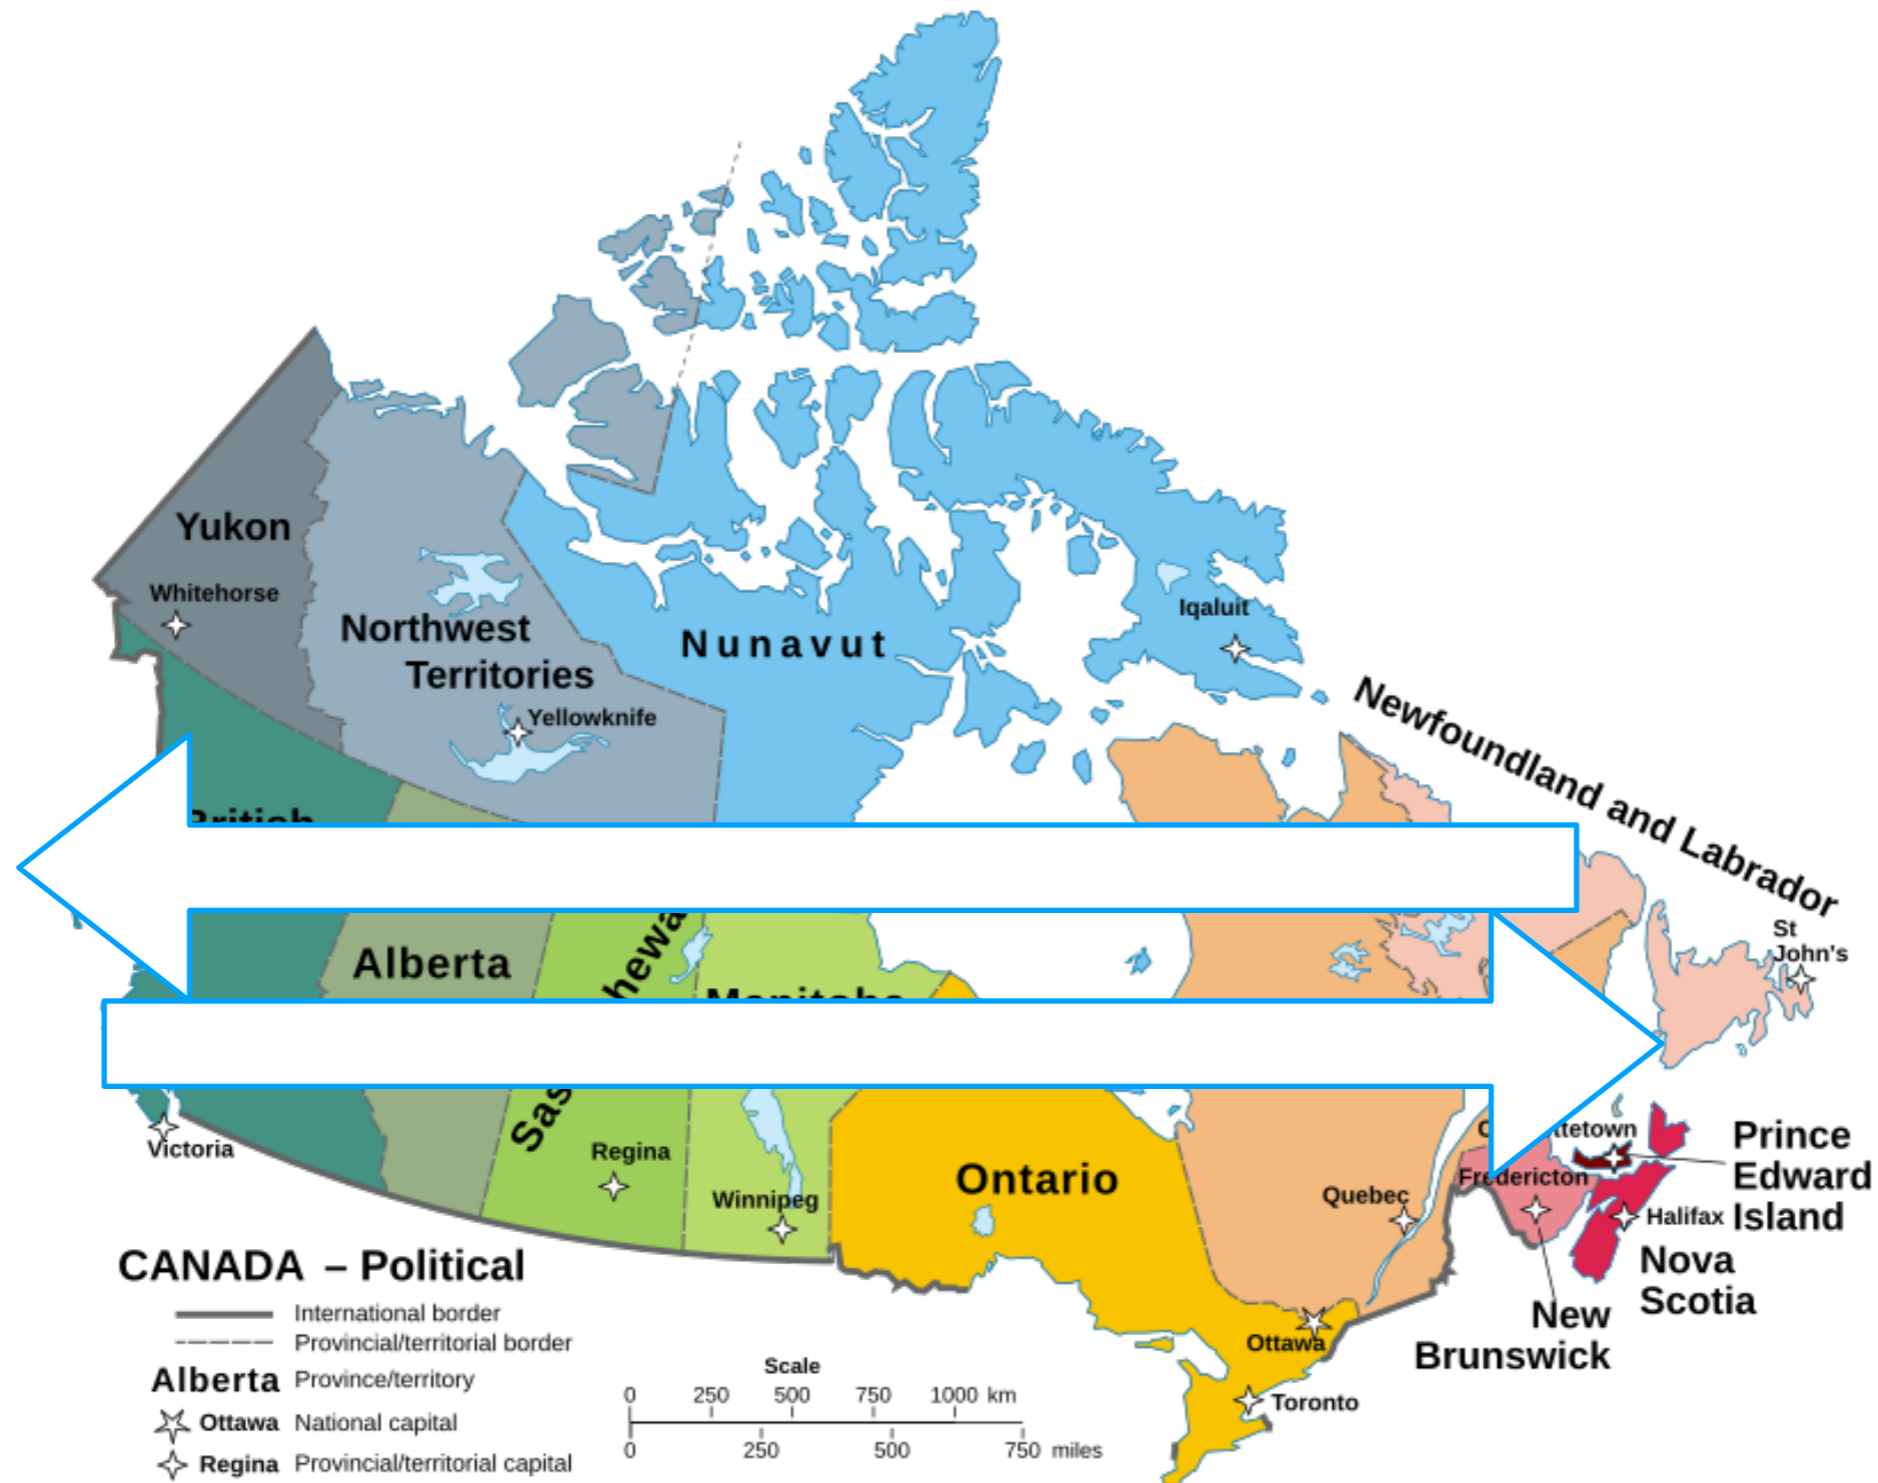 Yukon
Whitehorse
Northwest
Territories
Yellowknife
Nunavut
Iqaluit
Newfoundland and Labrador
British
St
John's
Alberta
Victoria
Regina
Winnipeg
Ontario
Quebec
Fredericton
Prince
Edward
Island
Halifax
Nova
Scotia
New
Brunswick
Ottawa
Toronto
CANADA – Political
International border
Provincial/territorial border
Alberta Province/territory
Ottawa National capital
Regina Provincial/territorial capital
Scale
0 250 500 750 1000 km
0 250 500 750 miles